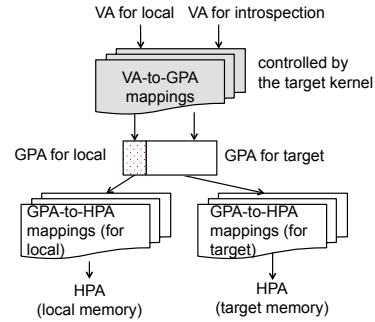 VA for local
VA for introspection
VA-to-GPA
mappings
controlled by
the target kernel
GPA for local
GPA for target
GPA-to-HPA
mappings (for
local)
GPA-to-HPA
mappings (for
target)
HPA
(local memory)
HPA
(target memory)